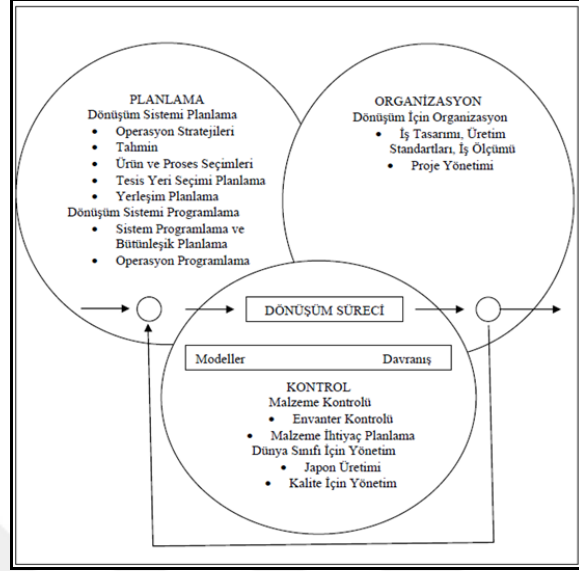 PLANLAMA
Dönüşüm Sistemi Planlama
• Operasyon Stratejileri
• Tahmin
• Ürün ve Proses Seçimleri
• Tesis Yeri Seçimi Planlama
• Yerleşim Planlama
Dönüşüm Sistemi Programlama
• Sistem Programlama ve
Bütünleşik Planlama
• Operasyon Programlama
ORGANİZASYON
Dönüşüm İçin Organizasyon
• İş Tasarımı, Üretim
Standartları, İş Ölçümü
• Proje Yönetimi
DÖNÜŞÜM SÜRECİ
Modeller Davranış
KONTROL
Malzeme Kontrolü
• Envanter Kontrolü
• Malzeme İhtiyaç Planlama
Dünya Sınıfı İçin Yönetim
• Japon Üretimi
• Kalite İçin Yönetim